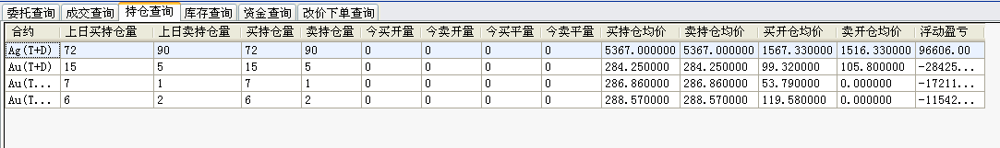 委托查询 成交查询 持仓查询 库存查询 资金查询 改价下单查询
合约 上日买持仓量 上日卖持仓量 买持仓量 卖持仓量 今买开量 今卖开量 今买平量 今卖平量 买持仓均价 卖持仓均价 买开仓均价 卖开仓均价 浮动盈亏
Ag(T+D) 72 90 72 90 0 0 0 0 5367.000000 5367.000000 1567.330000 1516.330000 96606.00
Au(T+D) 15 5 15 5 0 0 0 0 284.250000 284.250000 99.320000 105.800000 -28425...
Au(T... 7 1 7 1 0 0 0 0 286.860000 286.860000 53.790000 0.000000 -17211...
Au(T... 6 2 6 2 0 0 0 0 288.570000 288.570000 119.580000 0.000000 -11542...